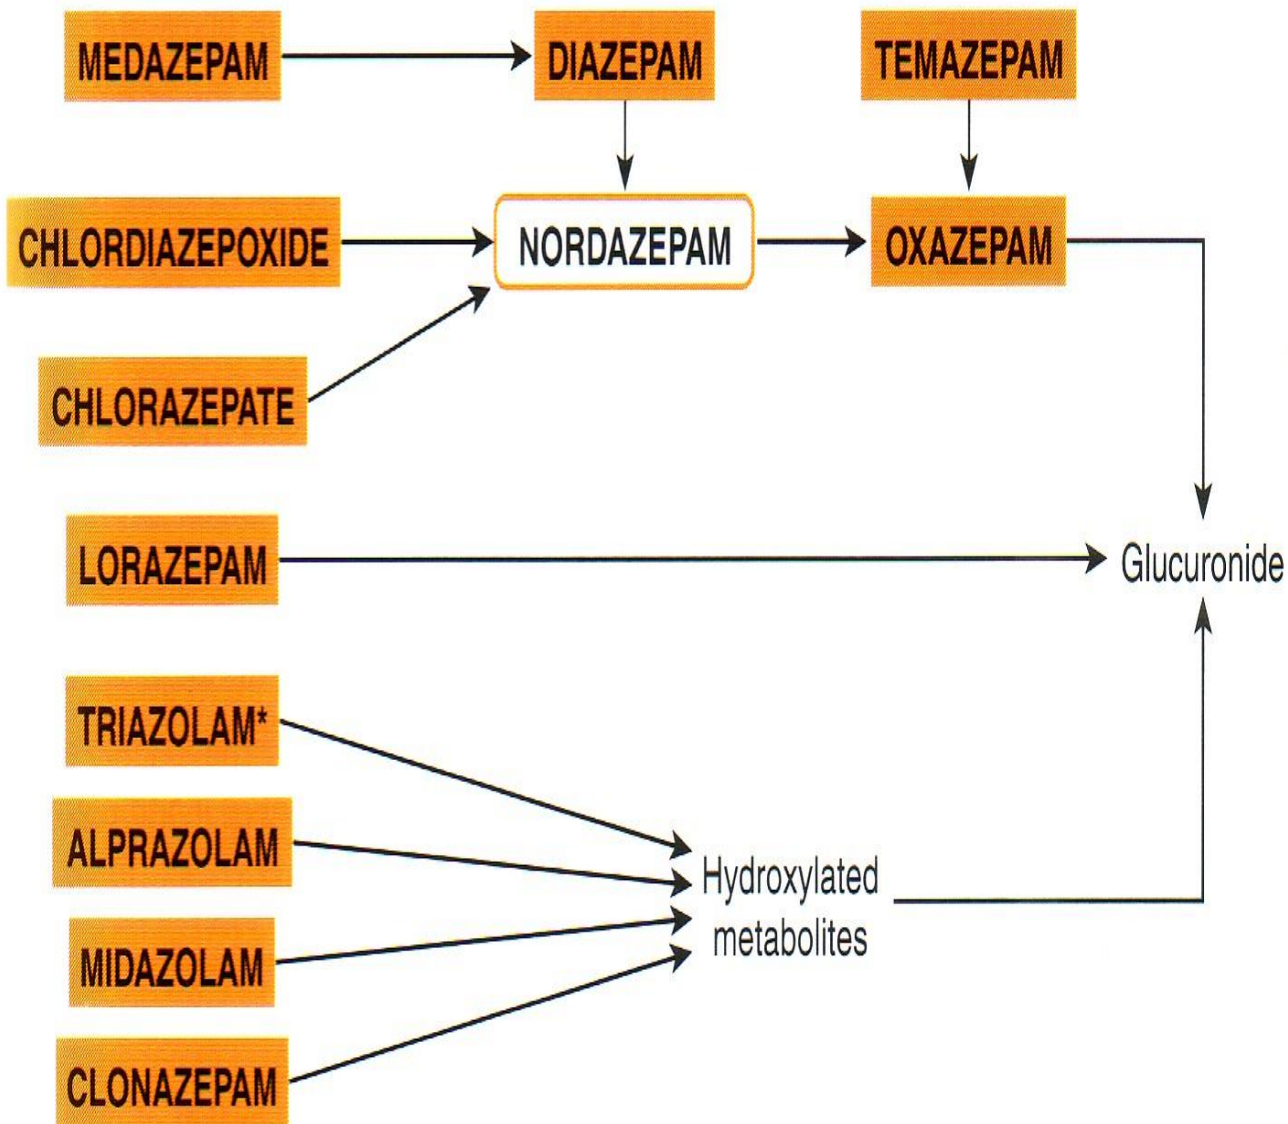 MEDAZEPAM
DIAZEPAM
TEMAZEPAM
CHLORDIAZEPOXIDE
NORDAZEPAM
OXAZEPAM
CHLORAZEPATE
LORAZEPAM
Glucuronide
TRIAZOLAM*
ALPRAZOLAM
Hydroxylated
metabolites
MIDAZOLAM
CLONAZEPAM